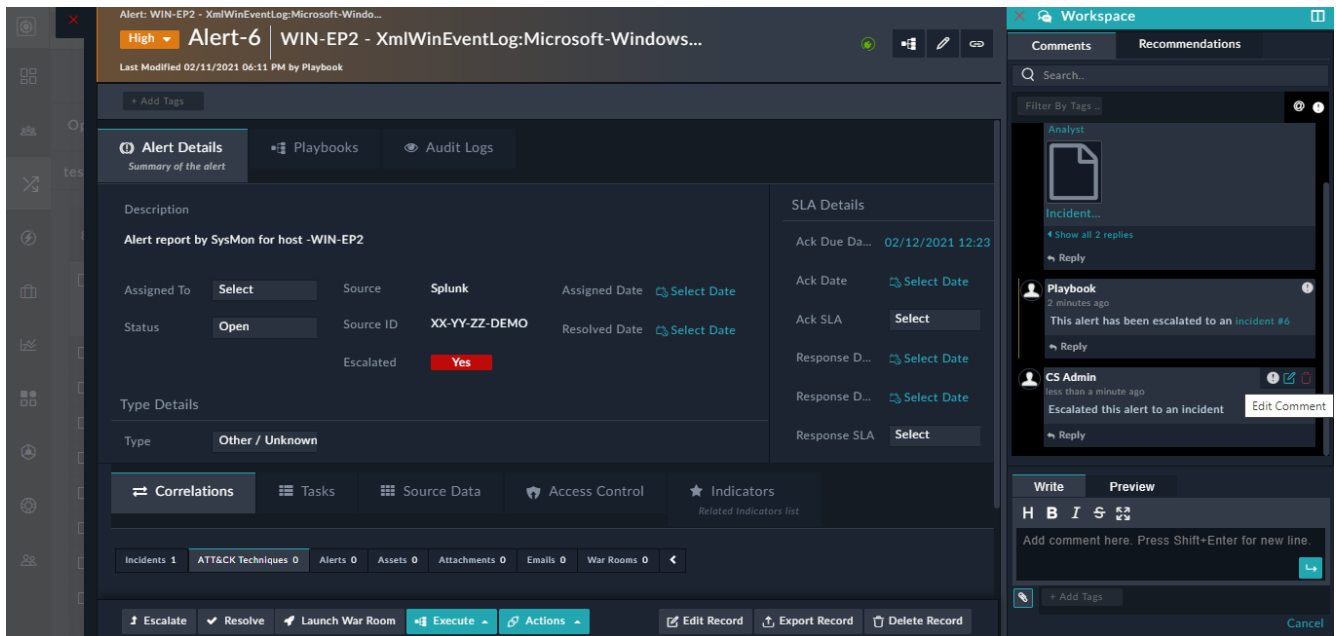 Alert: WIN-EP2 - XmlWinEventLog:Microsoft-Windo...
High Alert-6 WIN-EP2 - XmlWinEventLog:Microsoft-Windows...
Last Modified 02/11/2021 06:11 PM by Playbook
+ Add Tags
Op
tes
Alert Details
Summary of the alert
Playbooks
Audit Logs
Description
Alert report by SysMon for host -WIN-EP2
Assigned To Select
Source Splunk
Assigned Date Select Date
Status Open
Source ID XX-YY-ZZ-DEMO
Resolved Date Select Date
Escalated Yes
Type Details
Type Other / Unknown
SLA Details
Ack Due Da... 02/12/2021 12:23
Ack Date Select Date
Ack SLA Select
Response D... Select Date
Response D... Select Date
Response SLA Select
Correlations
Tasks
Source Data
Access Control
Indicators
Related Indicators list
Incidents 1 ATT&CK Techniques 0 Alerts 0 Assets 0 Attachments 0 Emails 0 War Rooms 0
Escalate Resolve Launch War Room Execute Actions Edit Record Export Record Delete Record
Workspace
Comments Recommendations
Search..
Filter By Tags ..
@
Analyst
Incident...
Show all 2 replies
Reply
Playbook
2 minutes ago
This alert has been escalated to an incident #6
Reply
CS Admin
less than a minute ago
Escalated this alert to an incident
Edit Comment
Reply
Write Preview
H B I S
Add comment here. Press Shift+Enter for new line.
+ Add Tags
Cancel